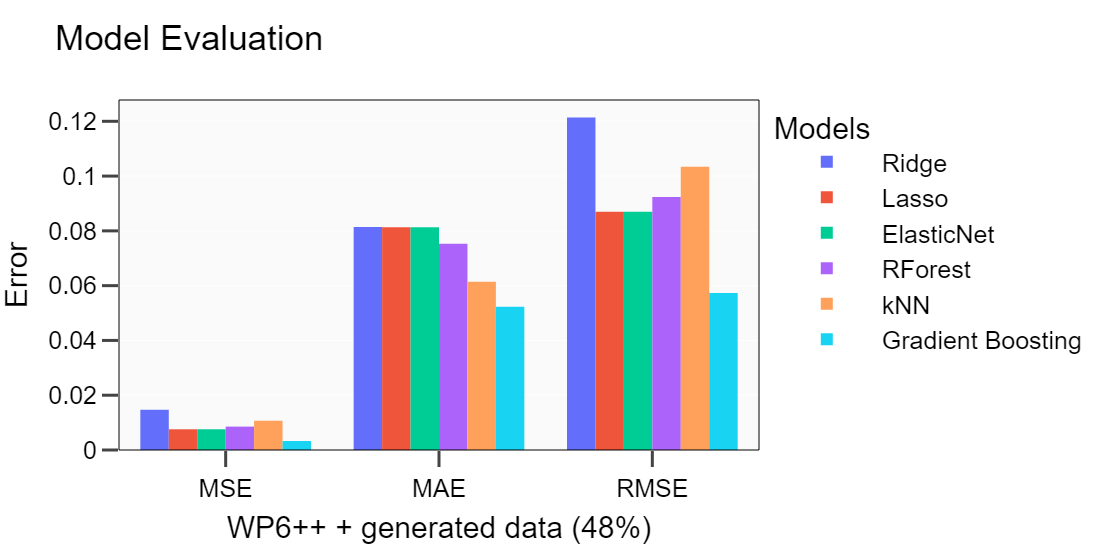 Model Evaluation
0.12
0.1
0.08
0.06
0.04
0.02
0
Error
MSE
MAE
RMSE
WP6++ + generated data (48%)
Models
Ridge
Lasso
ElasticNet
RForest
kNN
Gradient Boosting